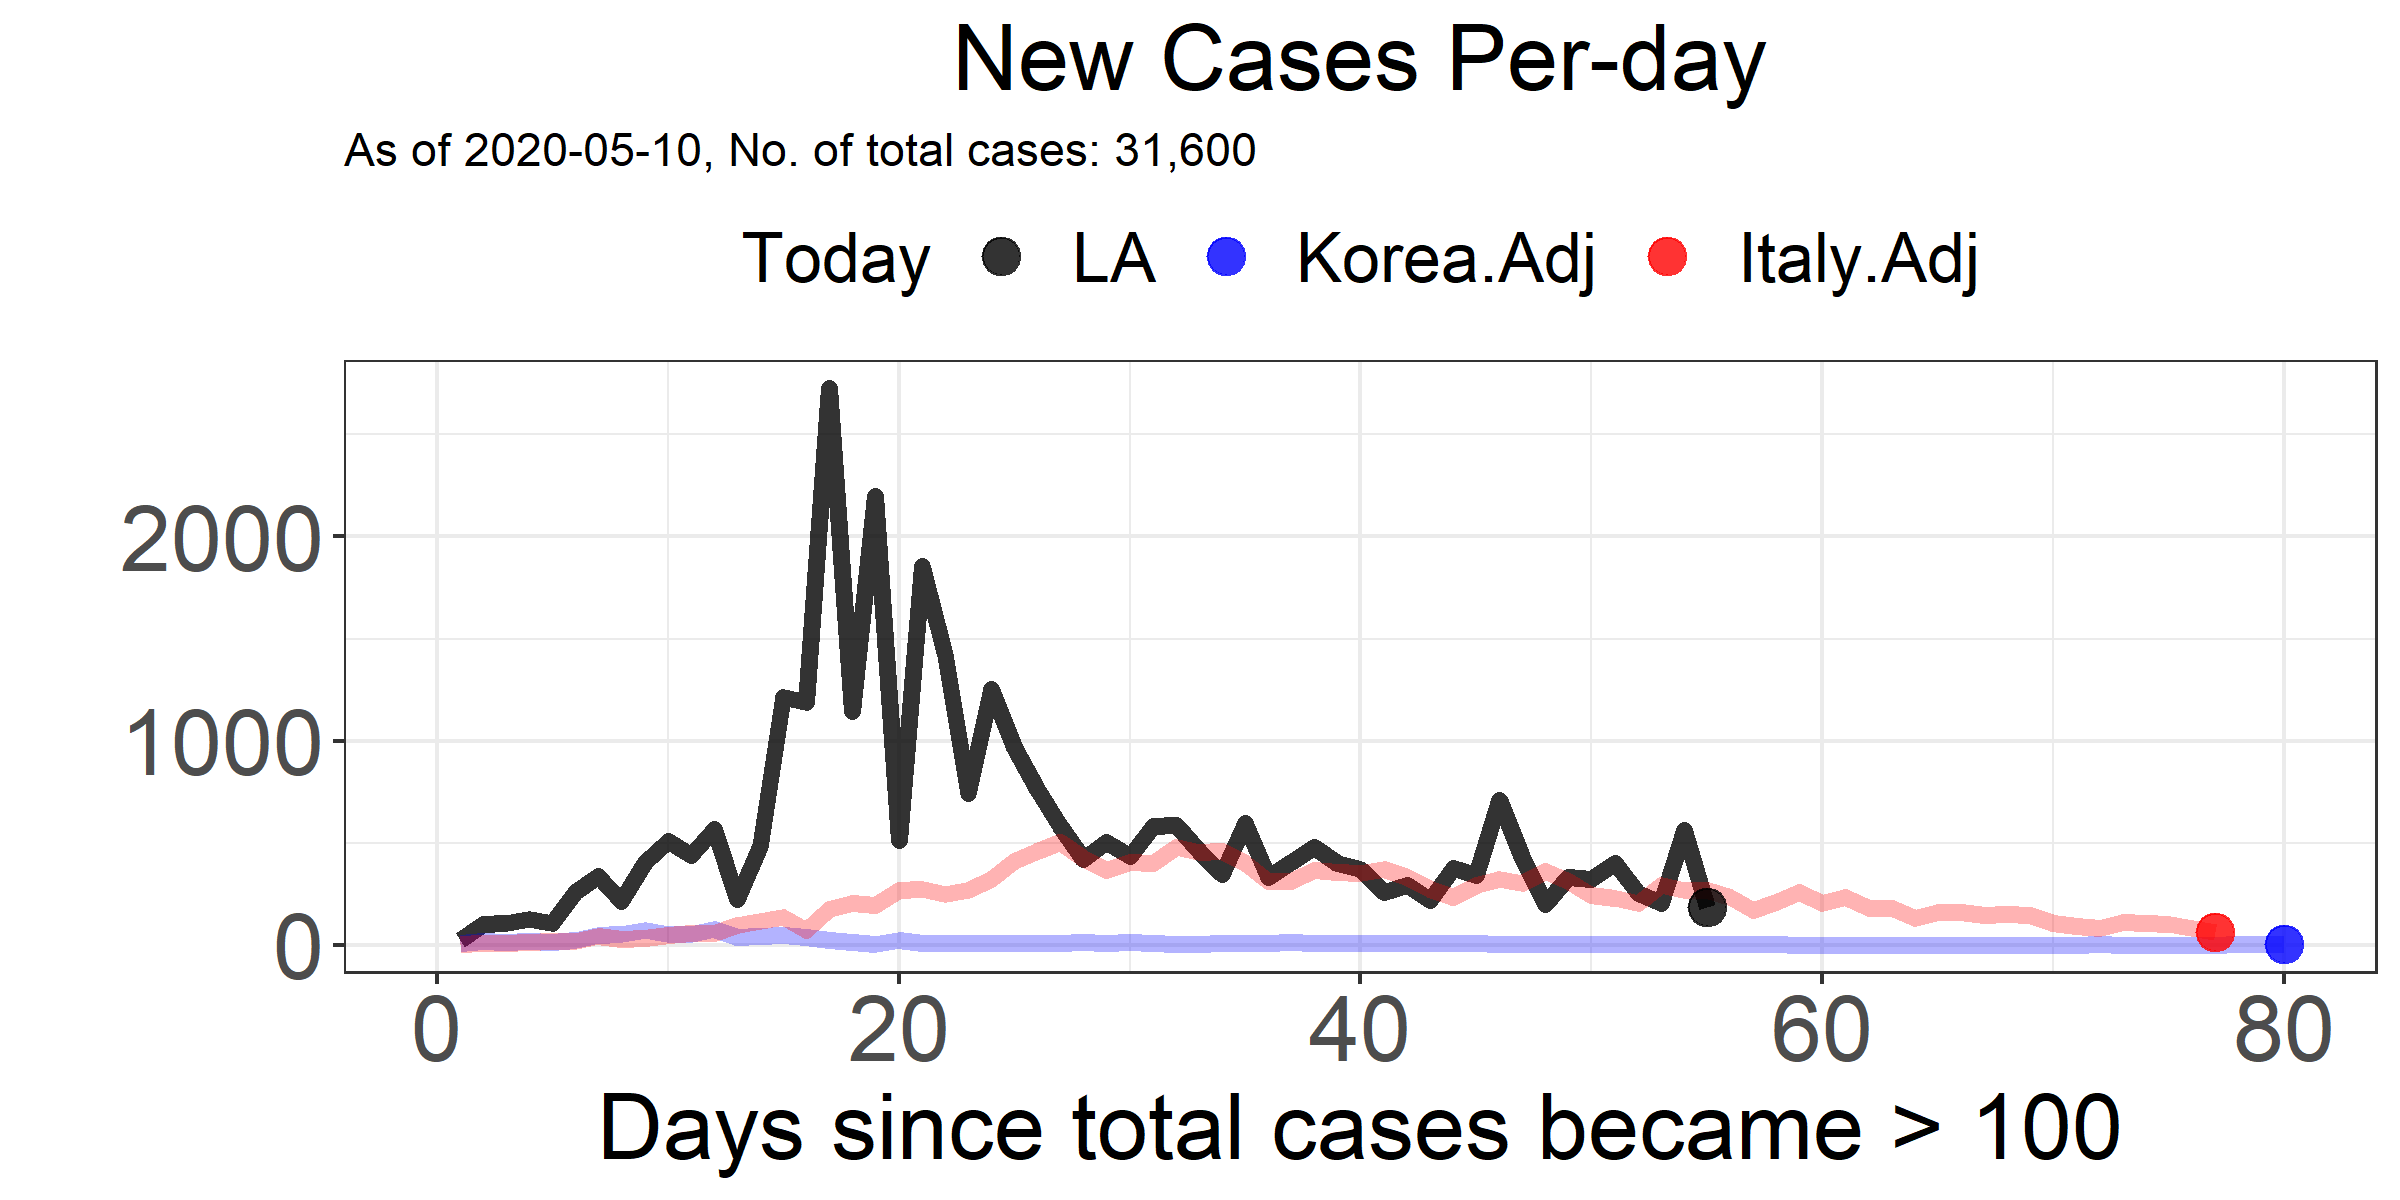 New Cases Per-day
As of 2020-05-10, No. of total cases: 31,600
Today LA Korea.Adj Italy.Adj
2000
1000
0
0 20 40 60 80
Days since total cases became > 100